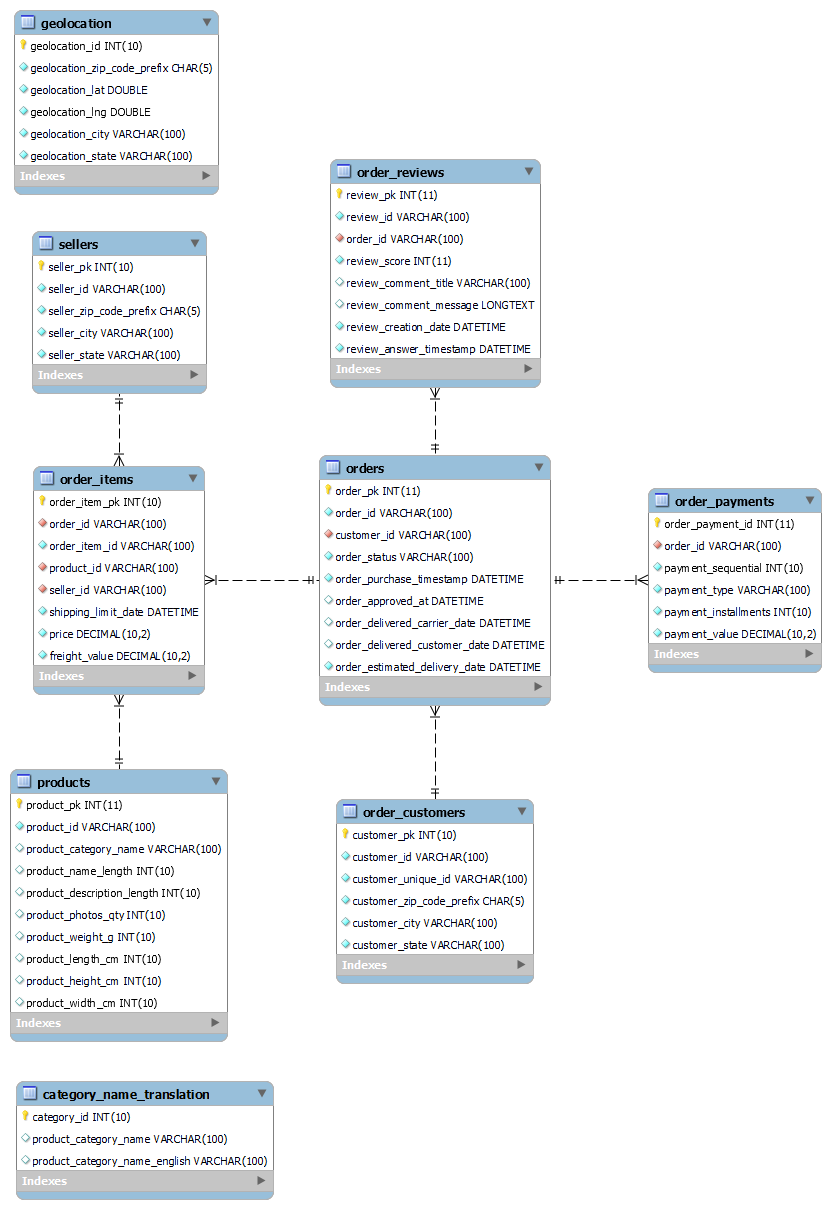 geolocation
geolocation_id INT(10)
geolocation_zip_code_prefix CHAR(5)
geolocation_lat DOUBLE
geolocation_lng DOUBLE
geolocation_city VARCHAR(100)
geolocation_state VARCHAR(100)
Indexes
sellers
seller_pk INT(10)
seller_id VARCHAR(100)
seller_zip_code_prefix CHAR(5)
seller_city VARCHAR(100)
seller_state VARCHAR(100)
Indexes
order_reviews
review_pk INT(11)
review_id VARCHAR(100)
order_id VARCHAR(100)
review_score INT(11)
review_comment_title VARCHAR(100)
review_comment_message LONGTEXT
review_creation_date DATETIME
review_answer_timestamp DATETIME
Indexes
order_items
order_item_pk INT(10)
order_id VARCHAR(100)
order_item_id VARCHAR(100)
product_id VARCHAR(100)
seller_id VARCHAR(100)
shipping_limit_date DATETIME
price DECIMAL(10,2)
freight_value DECIMAL(10,2)
Indexes
orders
order_pk INT(11)
order_id VARCHAR(100)
customer_id VARCHAR(100)
order_status VARCHAR(100)
order_purchase_timestamp DATETIME
order_approved_at DATETIME
order_delivered_carrier_date DATETIME
order_delivered_customer_date DATETIME
order_estimated_delivery_date DATETIME
Indexes
order_payments
order_payment_id INT(11)
order_id VARCHAR(100)
payment_sequential INT(10)
payment_type VARCHAR(100)
payment_installments INT(10)
payment_value DECIMAL(10,2)
Indexes
products
product_pk INT(11)
product_id VARCHAR(100)
product_category_name VARCHAR(100)
product_name_length INT(10)
product_description_length INT(10)
product_photos_qty INT(10)
product_weight_g INT(10)
product_length_cm INT(10)
product_height_cm INT(10)
product_width_cm INT(10)
Indexes
order_customers
customer_pk INT(10)
customer_id VARCHAR(100)
customer_unique_id VARCHAR(100)
customer_zip_code_prefix CHAR(5)
customer_city VARCHAR(100)
customer_state VARCHAR(100)
Indexes
category_name_translation
category_id INT(10)
product_category_name VARCHAR(100)
product_category_name_english VARCHAR(100)
Indexes